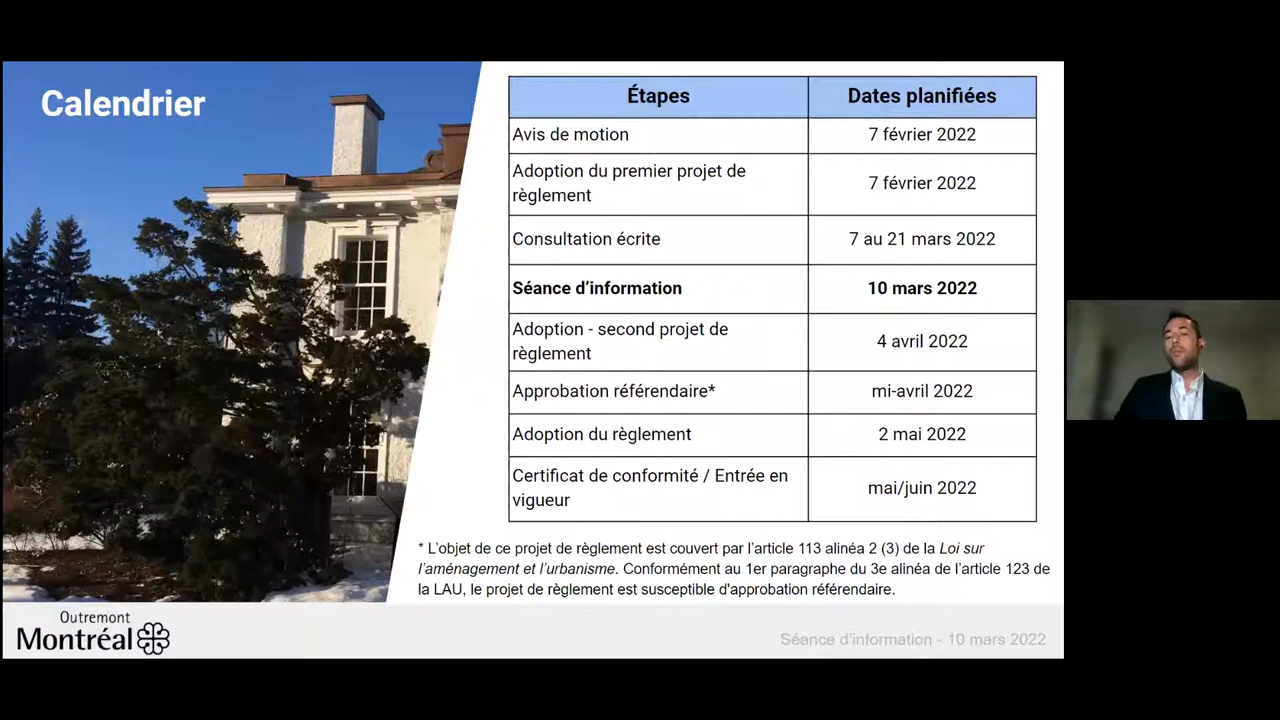 Calendrier
Étapes
Dates planifiées
Avis de motion
7 février 2022
Adoption du premier projet de
règlement
7 février 2022
Consultation écrite
7 au 21 mars 2022
Séance d’information
10 mars 2022
Adoption - second projet de
règlement
4 avril 2022
Approbation référendaire*
mi-avril 2022
Adoption du règlement
2 mai 2022
Certificat de conformité / Entrée en
vigueur
mai/juin 2022
* L’objet de ce projet de règlement est couvert par l’article 113 alinéa 2 (3) de la Loi sur
l’aménagement et l’urbanisme. Conformément au 1er paragraphe du 3e alinéa de l’article 123 de
la LAU, le projet de règlement est susceptible d'approbation référendaire.
Outremont
Montréal
Séance d’information - 10 mars 2022